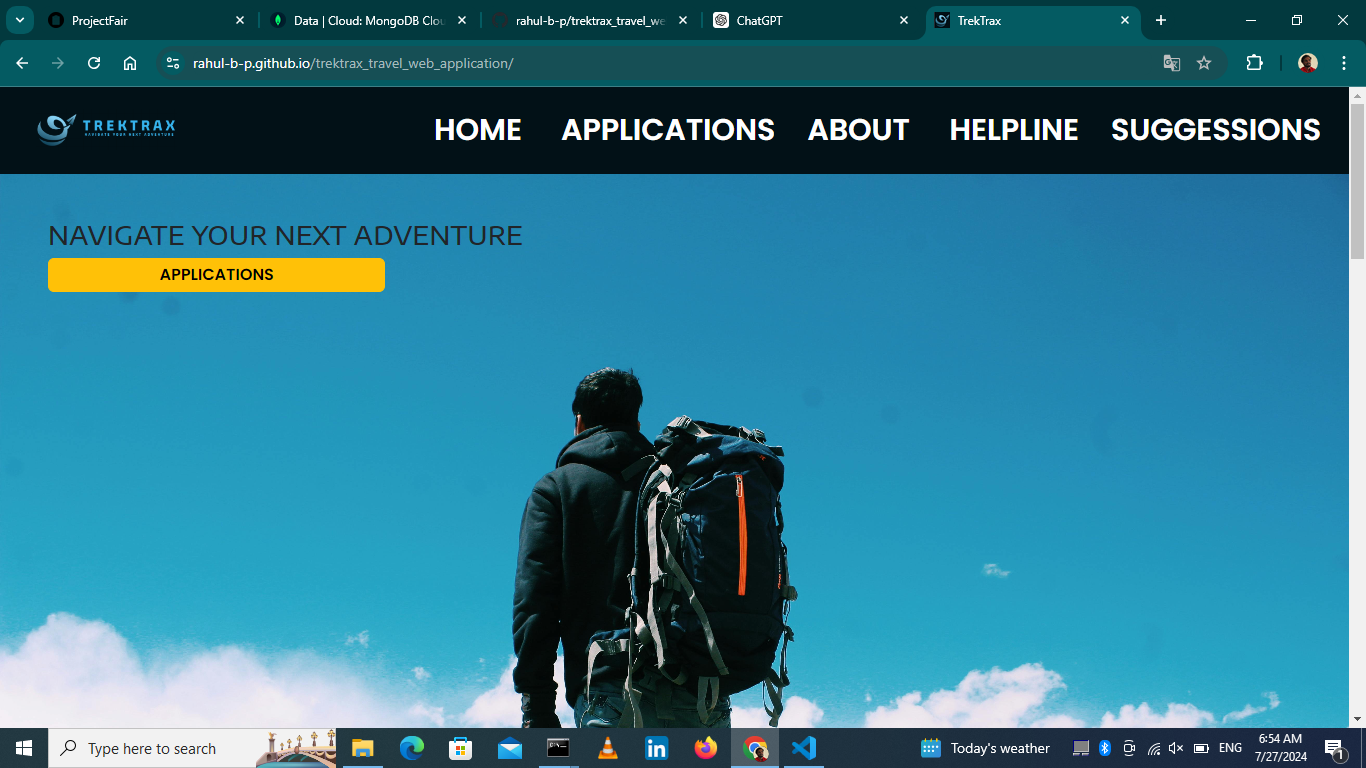 ProjectFair
Data | Cloud: MongoDB Clou
rahul-b-p/trektrax_travel_we
ChatGPT
TrekTrax
rahul-b-p.github.io/trektrax_travel_web_application/
TREKTRAX
NAVIGATE YOUR NEXT ADVENTURE
HOME
APPLICATIONS
ABOUT
HELPLINE
SUGGESSIONS
NAVIGATE YOUR NEXT ADVENTURE
APPLICATIONS
Type here to search
Today's weather
ENG
6:54 AM
7/27/2024
1